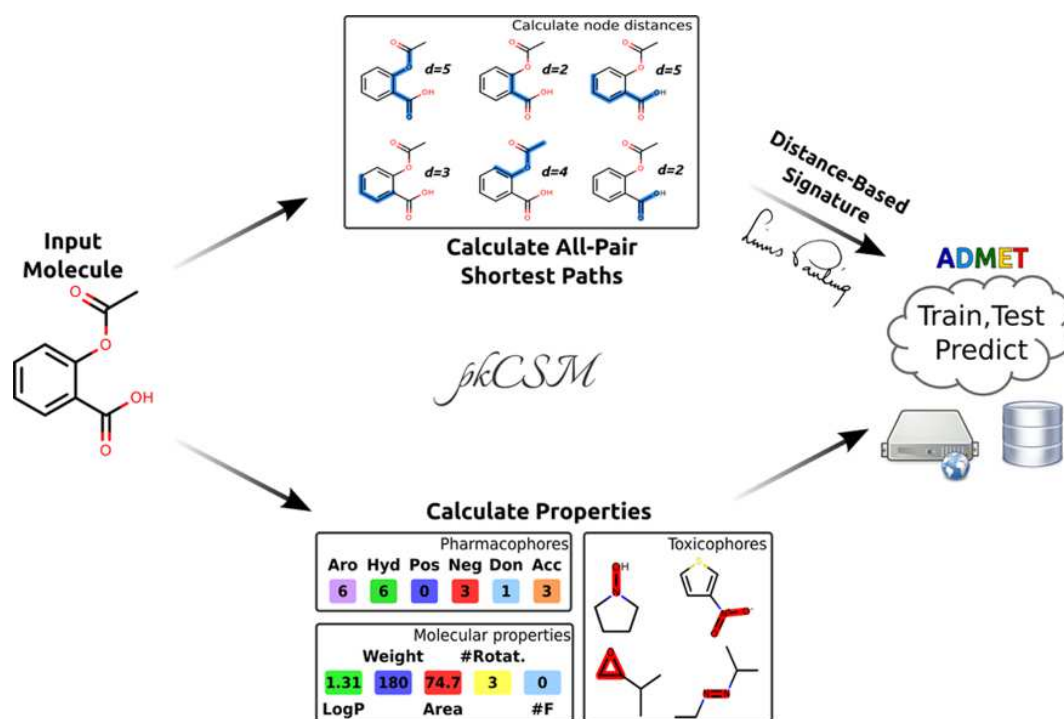 Calculate node distances
O
O
OH
O
d=5
O
O
OH
O
d=2
O
O
OH
O
d=5
O
O
OH
O
d=3
O
O
OH
O
d=4
O
O
OH
O
d=2
Calculate All-Pair
Shortest Paths
Distance-Based
Signature
Linus Pauling
Input
Molecule
O
O
OH
O
pkCSM
ADMET
Train,Test
Predict
Calculate Properties
Pharmacophores
Aro Hyd Pos Neg Don Acc
6 6 0 3 1 3
Molecular properties
Weight #Rotat.
1.31 180 74.7 3 0
LogP Area #F
Toxicophores
OH
S
O
N N